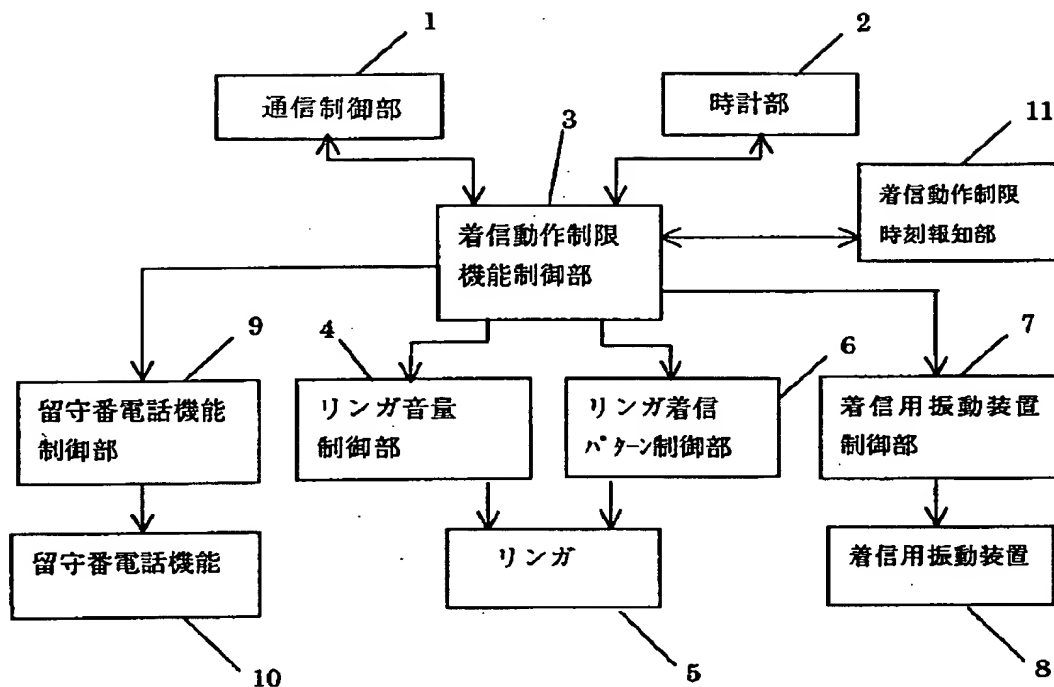 1
2
通信制御部
時計部
3
11
着信動作制限
機能制御部
着信動作制限
時刻報知部
9
4
6
7
留守番電話機能
制御部
リンガ音量
制御部
リンガ着信
パターン制御部
着信用振動装置
制御部
留守番電話機能
リンガ
着信用振動装置
10
5
8